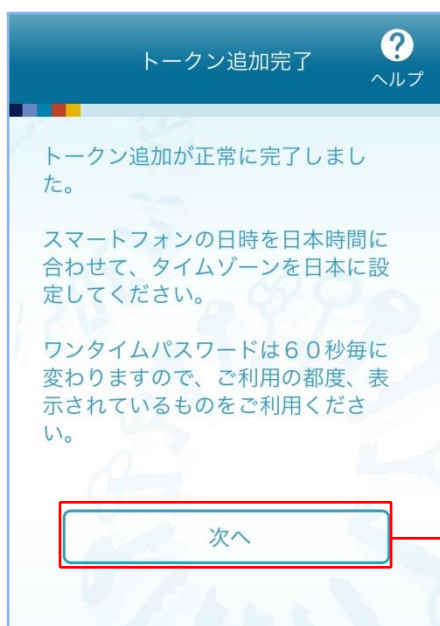 トークン追加完了
?
ヘルプ
トークン追加が正常に完了しまし
た。
スマートフォンの日時を日本時間に
合わせて、タイムゾーンを日本に設
定してください。
ワンタイムパスワードは６０秒毎に
変わりますので、ご利用の都度、表
示されているものをご利用くださ
い。
次へ